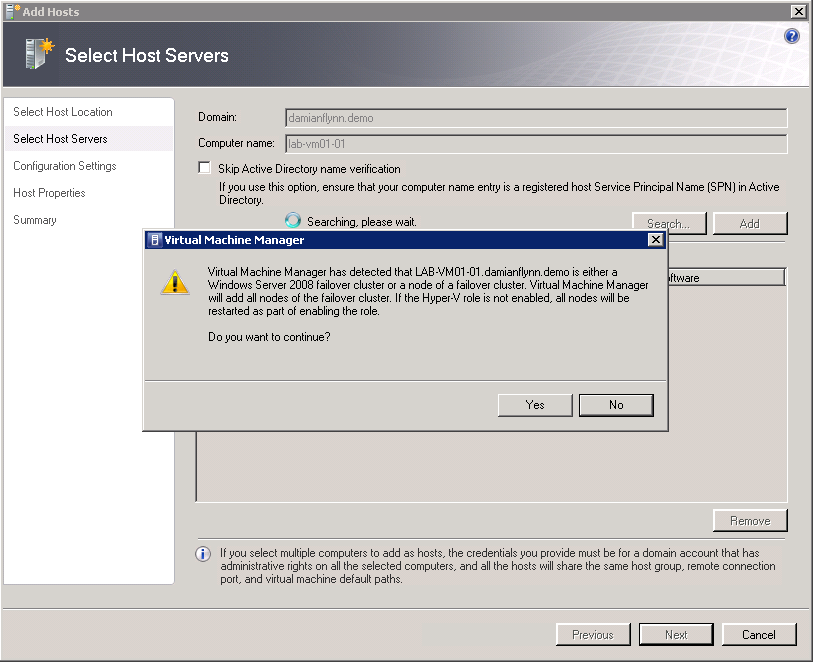 Add Hosts
Select Host Servers
Select Host Location
Select Host Servers
Configuration Settings
Host Properties
Summary
Domain:
damianflynn.demo
Computer name:
lab-vm01-01
Skip Active Directory name verification
If you use this option, ensure that your computer name entry is a registered host Service Principal Name (SPN) in Active
Directory.
Searching, please wait.
Search...
Add
Virtual Machine Manager
Virtual Machine Manager has detected that LAB-VM01-01.damianflynn.demo is either a
Windows Server 2008 failover cluster or a node of a failover cluster. Virtual Machine Manager
will add all nodes of the failover cluster. If the Hyper-V role is not enabled, all nodes will be
restarted as part of enabling the role.
Do you want to continue?
Yes
No
Remove
If you select multiple computers to add as hosts, the credentials you provide must be for a domain account that has
administrative rights on all the selected computers, and all the hosts will share the same host group, remote connection
port, and virtual machine default paths.
Previous
Next
Cancel